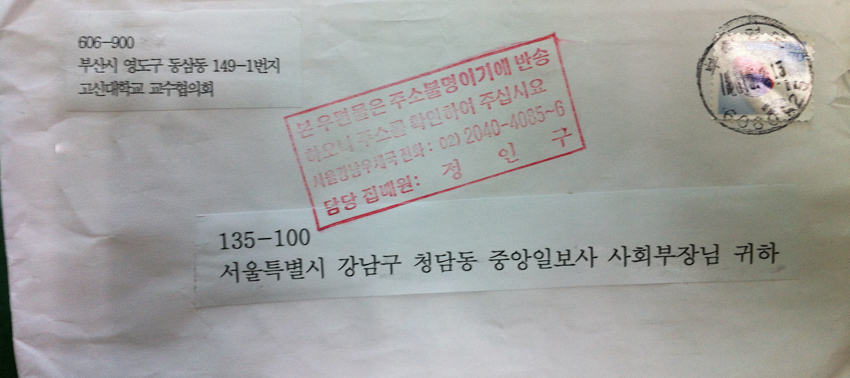 606-900
부산시 영도구 동삼동 149-1번지
고신대학교 교수협의회
본 우편물은 주소불명이기에 반송
하오니 주소를 확인하여 주십시요
서울강남우체국 전화 : 02) 2040-4085~6
담당 집배원: 정 인 구
135-100
서울특별시 강남구 청담동 중앙일보사 사회부장님 귀하